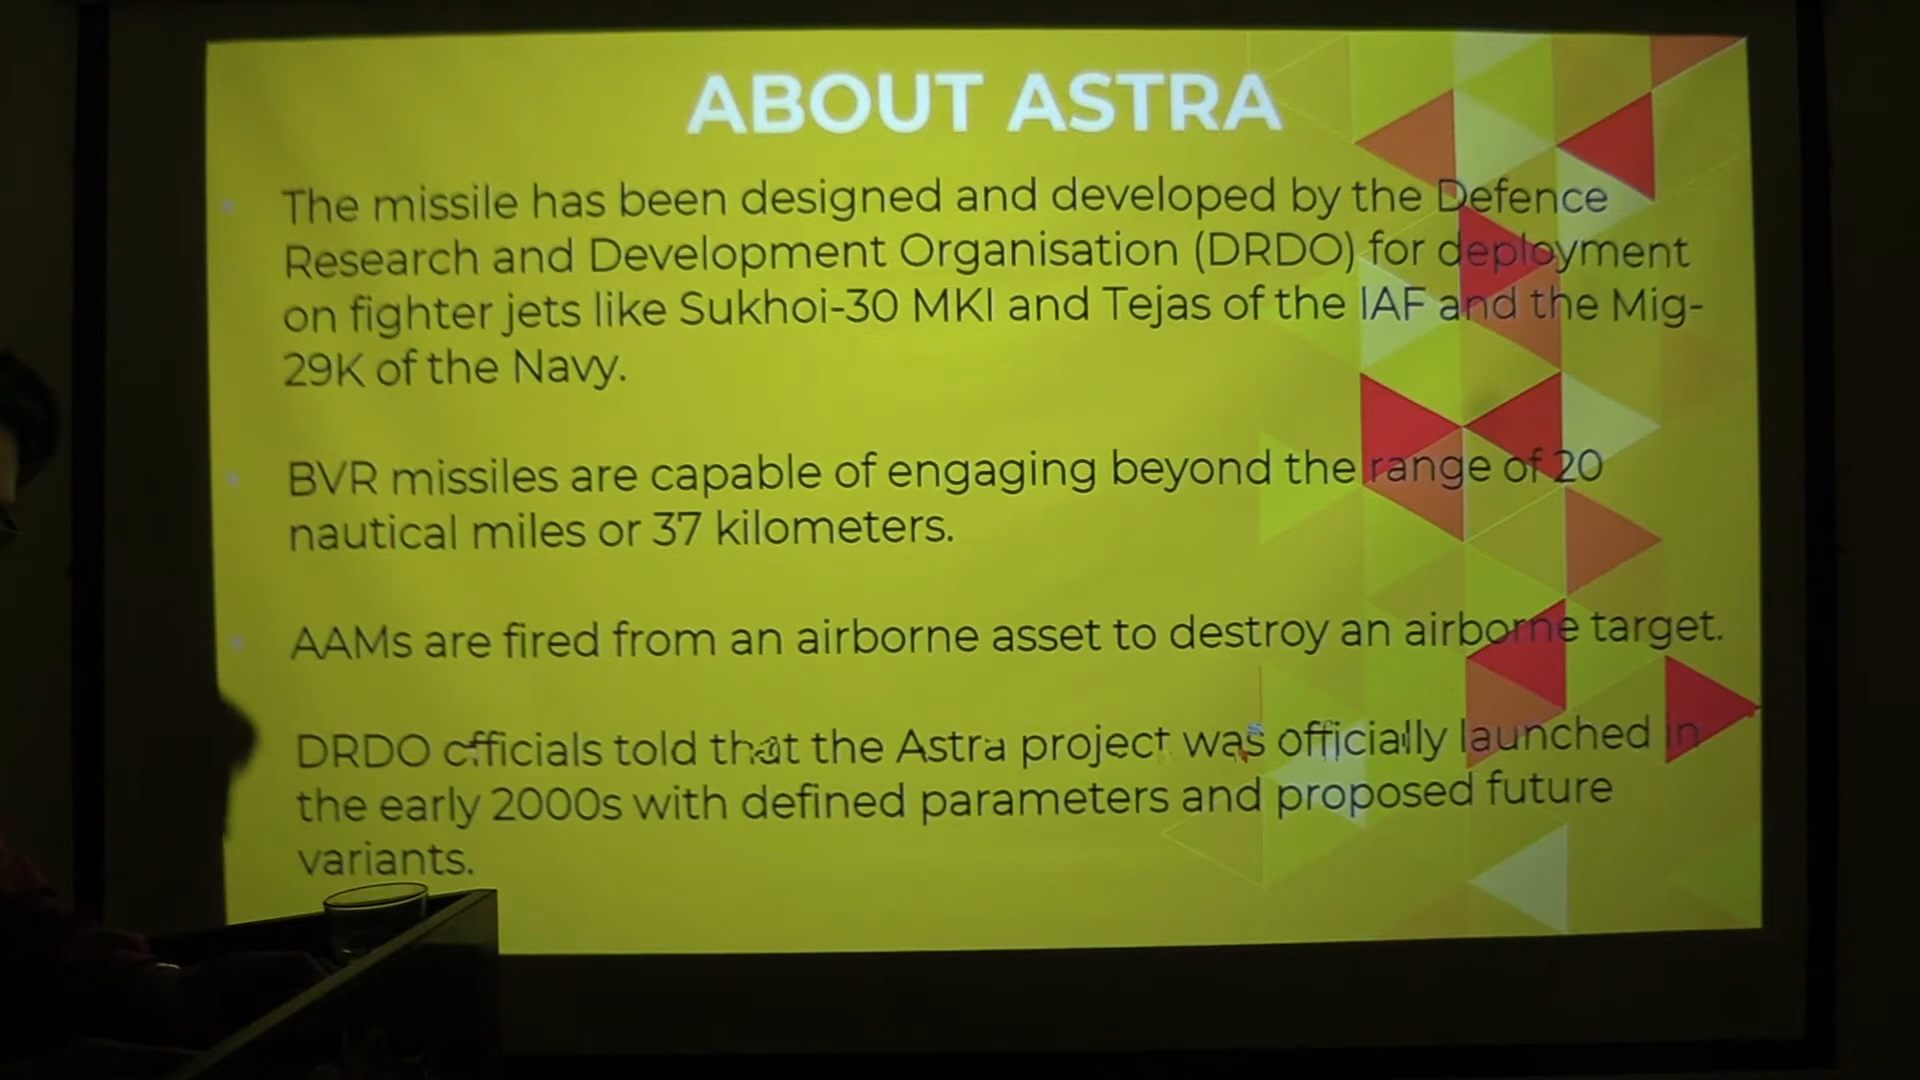 ABOUT ASTRA
The missile has been designed and developed by the Defence
Research and Development Organisation (DRDO) for deployment
on fighter jets like Sukhoi-30 MKI and Tejas of the IAF and the Mig-
29K of the Navy.
BVR missiles are capable of engaging beyond the range of 20
nautical miles or 37 kilometers.
AAMs are fired from an airborne asset to destroy an airborne target.
DRDO officials told that the Astra project was officially launched in
the early 2000s with defined parameters and proposed future
variants.